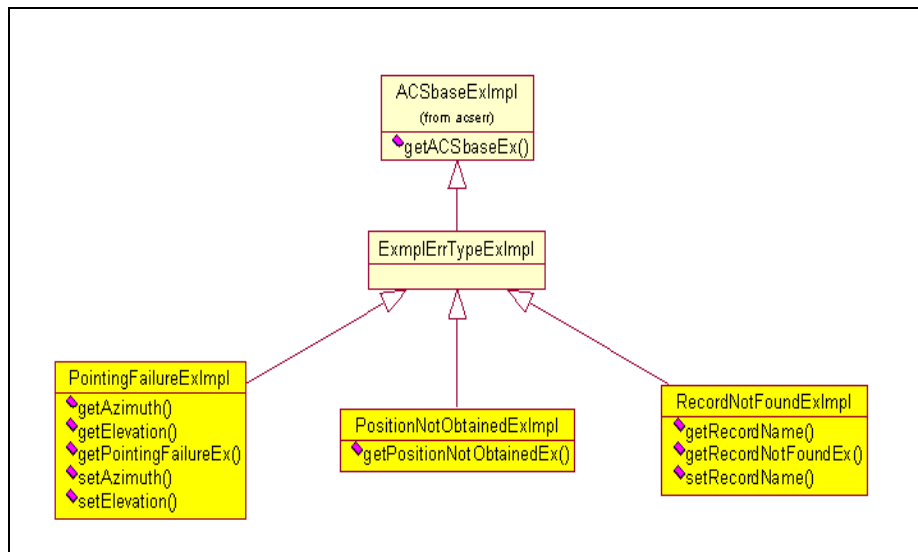 ACSbaseExImpl
(from acserr)
getACSbaseEx()
ExmplErrTypeExImpl
PointingFailureExImpl
getAzimuth()
getElevation()
getPointingFailureEx()
setAzimuth()
setElevation()
PositionNotObtainedExImpl
getPositionNotObtainedEx()
RecordNotFoundExImpl
getRecordName()
getRecordNotFoundEx()
setRecordName()